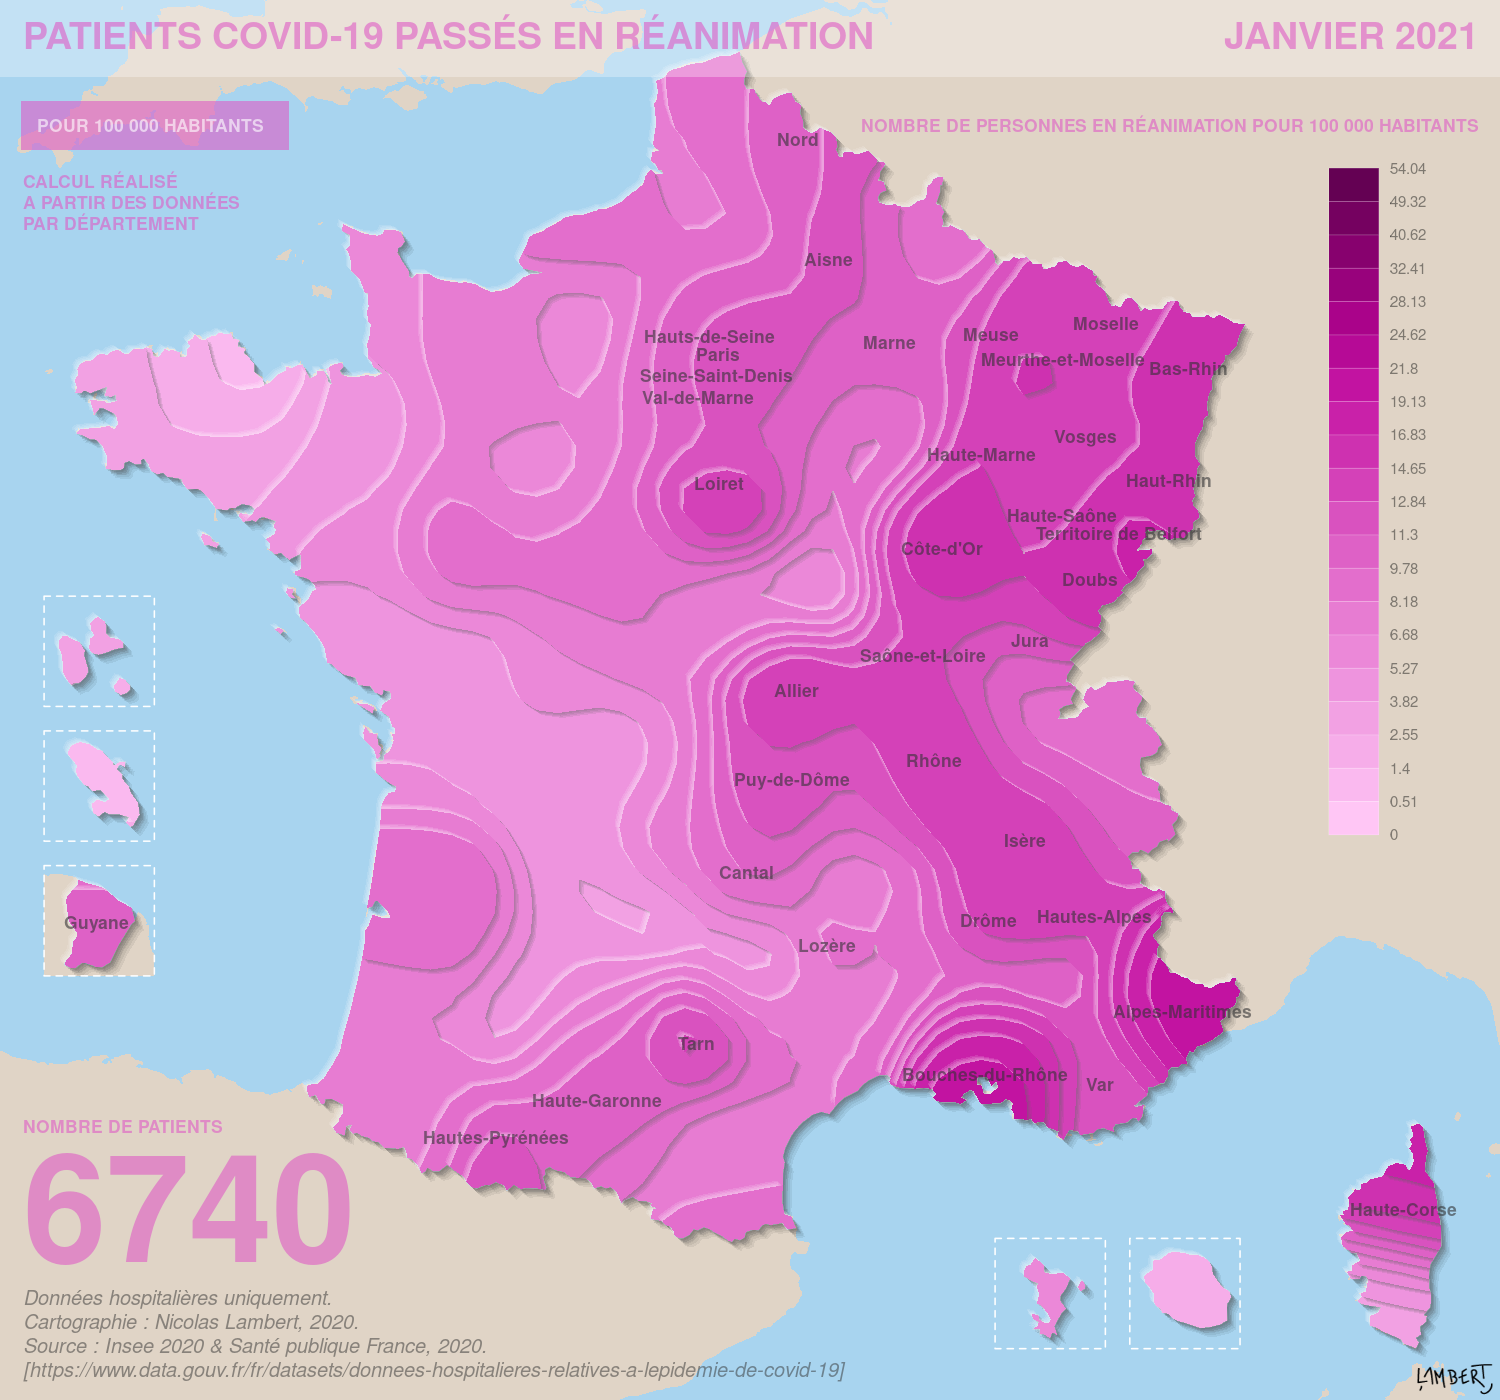 PATIENTS COVID-19 PASSÉS EN RÉANIMATION
JANVIER 2021
POUR 100 000 HABITANTS
CALCUL RÉALISÉ
A PARTIR DES DONNÉES
PAR DÉPARTEMENT
NOMBRE DE PERSONNES EN RÉANIMATION POUR 100 000 HABITANTS
54.04
49.32
40.62
32.41
28.13
24.62
21.8
19.13
16.83
14.65
12.84
11.3
9.78
8.18
6.68
5.27
3.82
2.55
1.4
0.51
0
Nord
Aisne
Hauts-de-Seine
Paris
Seine-Saint-Denis
Val-de-Marne
Marne
Meuse
Moselle
Meurthe-et-Moselle
Bas-Rhin
Vosges
Haute-Marne
Haut-Rhin
Loiret
Haute-Saône
Territoire de Belfort
Côte-d'Or
Doubs
Jura
Saône-et-Loire
Allier
Rhône
Puy-de-Dôme
Isère
Cantal
Drôme
Hautes-Alpes
Lozère
Guyane
Alpes-Maritimes
Tarn
Bouches-du-Rhône
Var
Haute-Garonne
Hautes-Pyrénées
Haute-Corse
NOMBRE DE PATIENTS
6740
Données hospitalières uniquement.
Cartographie : Nicolas Lambert, 2020.
Source : Insee 2020 & Santé publique France, 2020.
[https://www.data.gouv.fr/fr/datasets/donnees-hospitalieres-relatives-a-lepidemie-de-covid-19]
LAMBERT